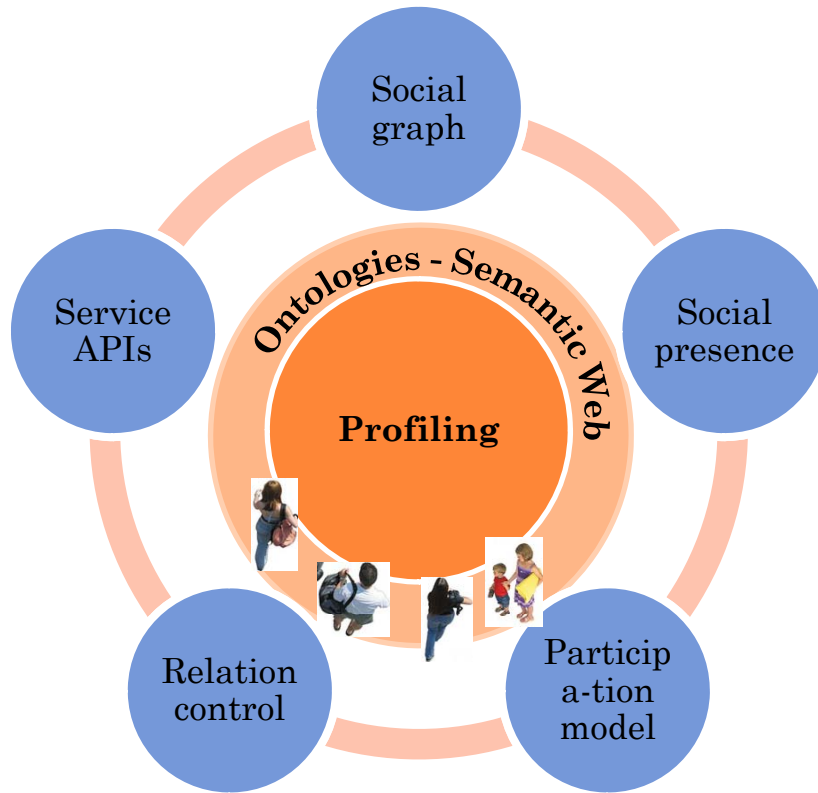 Social
graph
Ontologies - Semantic Web
Service
APIs
Social
presence
Profiling
Relation
control
Particip
a-tion
model